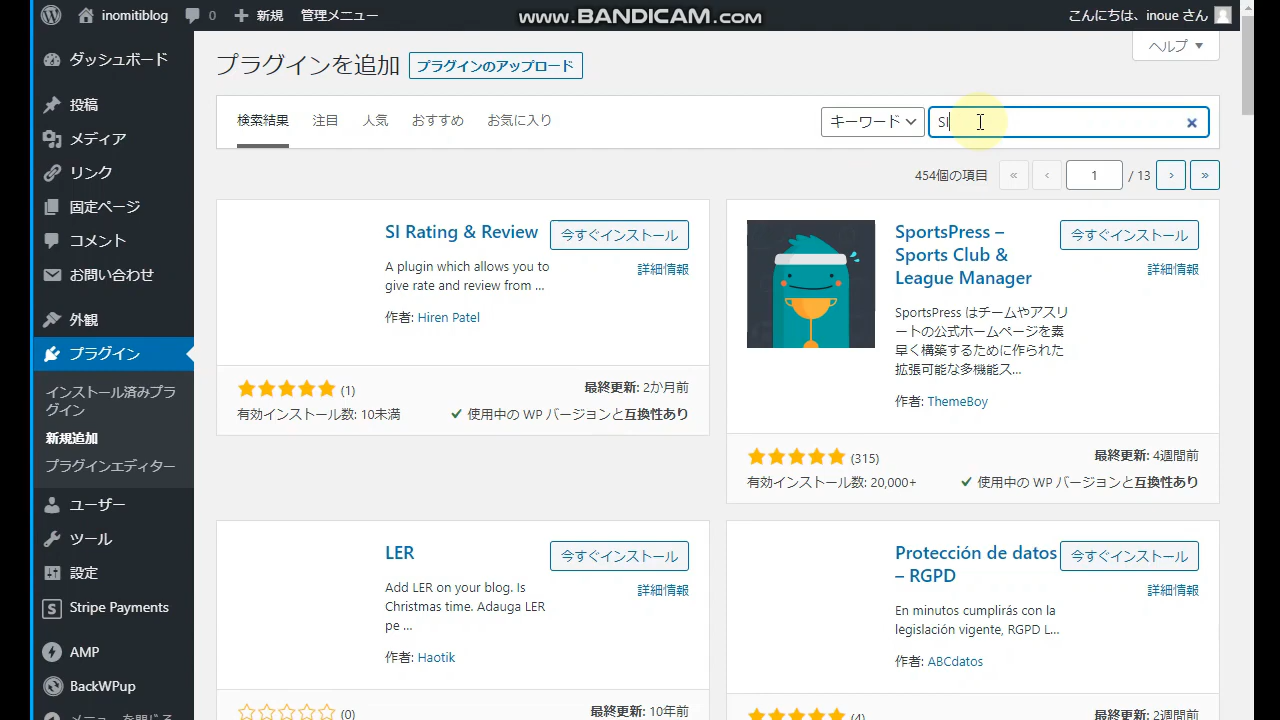 inomitiblog 0 新規 管理メニュー www.BANDICAM.com こんにちは、inoue さん
ヘルプ
プラグインを追加 プラグインのアップロード
検索結果 注目 人気 おすすめ お気に入り キーワード SI
454個の項目 « ‹ 1 / 13 › »
ダッシュボード
投稿
メディア
リンク
固定ページ
コメント
お問い合わせ
外観
プラグイン
インストール済みプラ
グイン
新規追加
プラグインエディター
ユーザー
ツール
設定
Stripe Payments
AMP
BackWPup
メニューを閉じる
SI Rating & Review
今すぐインストール
詳細情報
A plugin which allows you to
give rate and review from ...
作者: Hiren Patel
(1)
最終更新: 2か月前
有効インストール数: 10未満
使用中の WP バージョンと互換性あり
SportsPress –
Sports Club &
League Manager
今すぐインストール
詳細情報
SportsPress はチームやアスリ
ートの公式ホームページを素
早く構築するために作られた
拡張可能な多機能ス...
作者: ThemeBoy
(315)
最終更新: 4週間前
有効インストール数: 20,000+
使用中の WP バージョンと互換性あり
LER
今すぐインストール
詳細情報
Add LER on your blog. Is
Christmas time. Adauga LER
pe ...
作者: Haotik
(0)
最終更新: 10年前
Protección de datos
– RGPD
今すぐインストール
詳細情報
En minutos cumplirás con la
legislación vigente, RGPD L...
作者: ABCdatos
(4)
最終更新: 2週間前